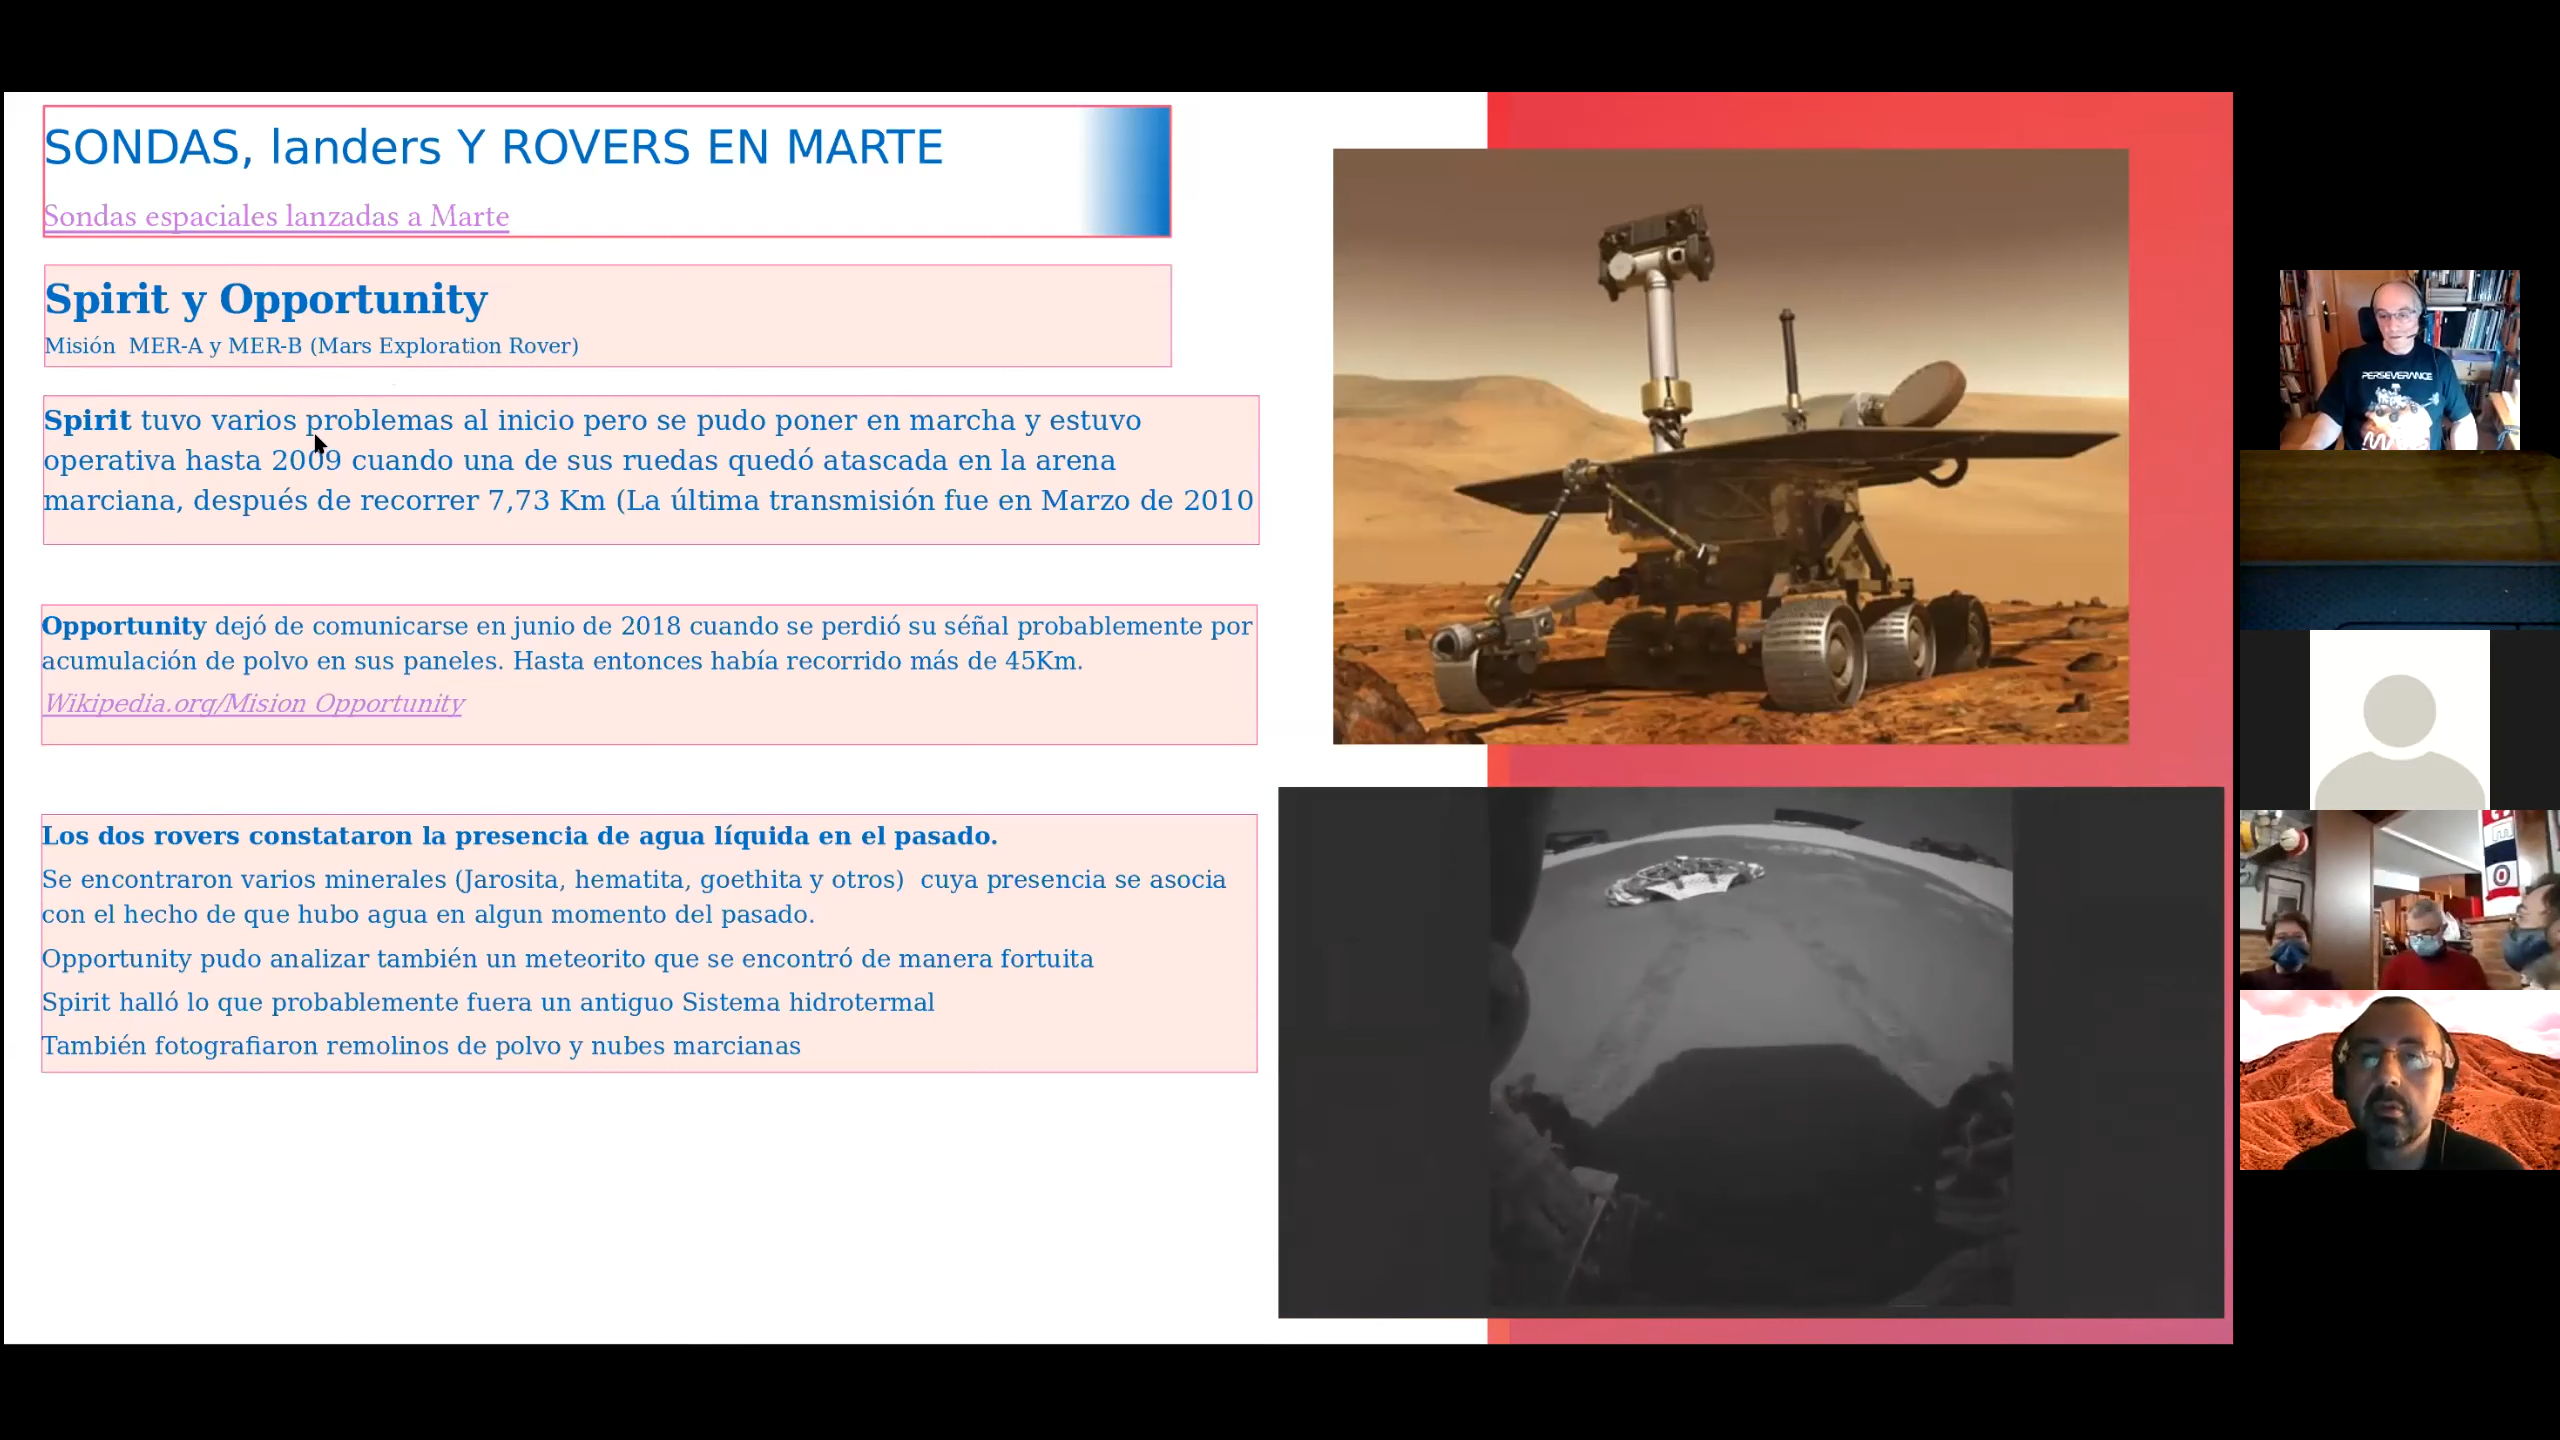 SONDAS, landers Y ROVERS EN MARTE
Sondas espaciales lanzadas a Marte
Spirit y Opportunity
Misión  MER-A y MER-B (Mars Exploration Rover)
Spirit tuvo varios problemas al inicio pero se pudo poner en marcha y estuvo
operativa hasta 2009 cuando una de sus ruedas quedó atascada en la arena
marciana, después de recorrer 7,73 Km (La última transmisión fue en Marzo de 2010
Opportunity dejó de comunicarse en junio de 2018 cuando se perdió su séñal probablemente por
acumulación de polvo en sus paneles. Hasta entonces había recorrido más de 45Km.
Wikipedia.org/Mision Opportunity
Los dos rovers constataron la presencia de agua líquida en el pasado.
Se encontraron varios minerales (Jarosita, hematita, goethita y otros)  cuya presencia se asocia
con el hecho de que hubo agua en algun momento del pasado.
Opportunity pudo analizar también un meteorito que se encontró de manera fortuita
Spirit halló lo que probablemente fuera un antiguo Sistema hidrotermal
También fotografiaron remolinos de polvo y nubes marcianas
PERSEVERANCE
MARS